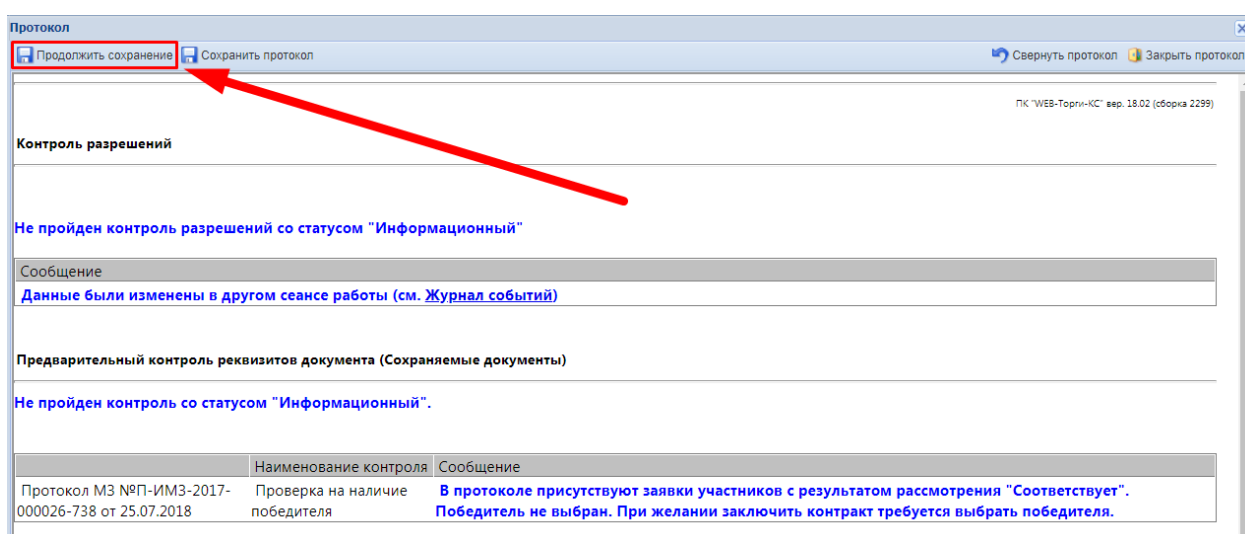 Протокол
Продолжить сохранение Сохранить протокол Свернуть протокол Закрыть протокол
ПК "WEB-Торги-КС" вер. 18.02 (сборка 2299)
Контроль разрешений
Не пройден контроль разрешений со статусом "Информационный"
Сообщение
Данные были изменены в другом сеансе работы (см. Журнал событий)
Предварительный контроль реквизитов документа (Сохраняемые документы)
Не пройден контроль со статусом "Информационный".
Наименование контроля Сообщение
Протокол МЗ №П-ИМЗ-2017- Проверка на наличие В протоколе присутствуют заявки участников с результатом рассмотрения "Соответствует".
000026-738 от 25.07.2018 победителя Победитель не выбран. При желании заключить контракт требуется выбрать победителя.